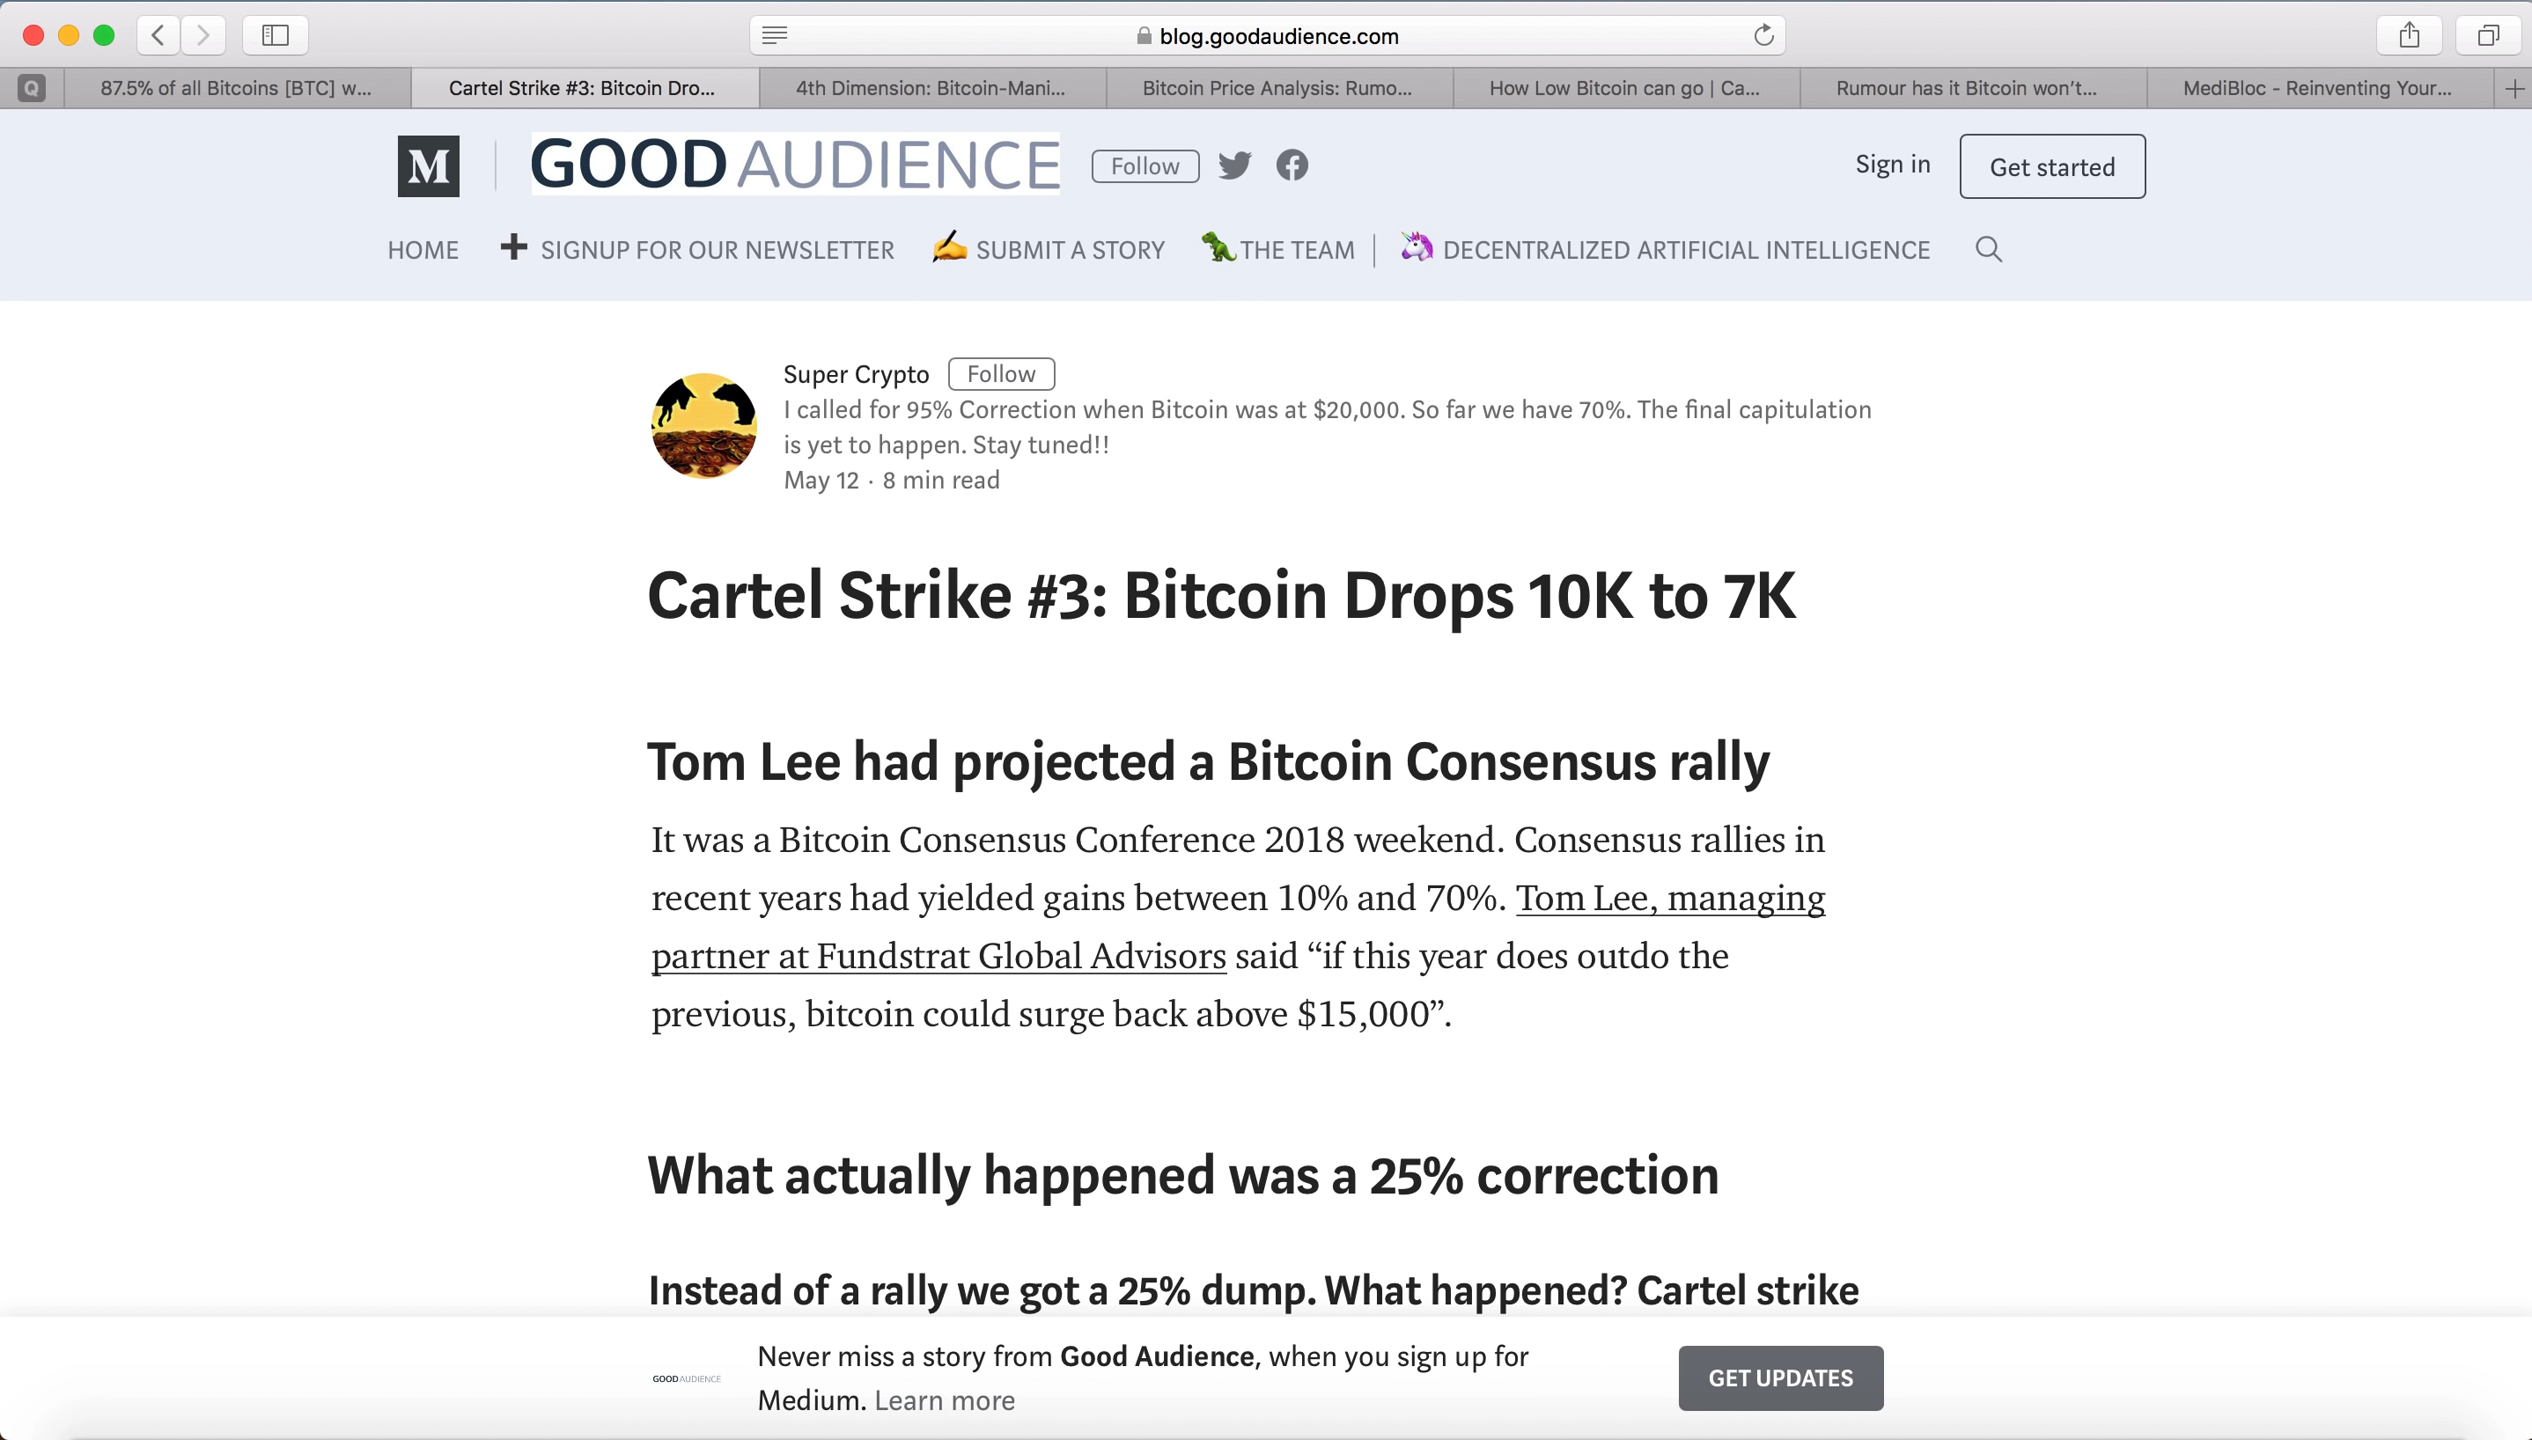 blog.goodaudience.com
Q
87.5% of all Bitcoins [BTC] w...
Cartel Strike #3: Bitcoin Dro...
4th Dimension: Bitcoin-Mani...
Bitcoin Price Analysis: Rumo...
How Low Bitcoin can go | Ca...
Rumour has it Bitcoin won't...
MediBloc - Reinventing Your...
M
GOODAUDIENCE
Follow
Sign in
Get started
HOME
SIGNUP FOR OUR NEWSLETTER
SUBMIT A STORY
THE TEAM
DECENTRALIZED ARTIFICIAL INTELLIGENCE
Super Crypto
Follow
I called for 95% Correction when Bitcoin was at $20,000. So far we have 70%. The final capitulation
is yet to happen. Stay tuned!!
May 12 · 8 min read
Cartel Strike #3: Bitcoin Drops 10K to 7K
Tom Lee had projected a Bitcoin Consensus rally
It was a Bitcoin Consensus Conference 2018 weekend. Consensus rallies in
recent years had yielded gains between 10% and 70%. Tom Lee, managing
partner at Fundstrat Global Advisors said “if this year does outdo the
previous, bitcoin could surge back above $15,000”.
What actually happened was a 25% correction
Instead of a rally we got a 25% dump. What happened? Cartel strike
GOODAUDIENCE
Never miss a story from Good Audience, when you sign up for
Medium. Learn more
GET UPDATES